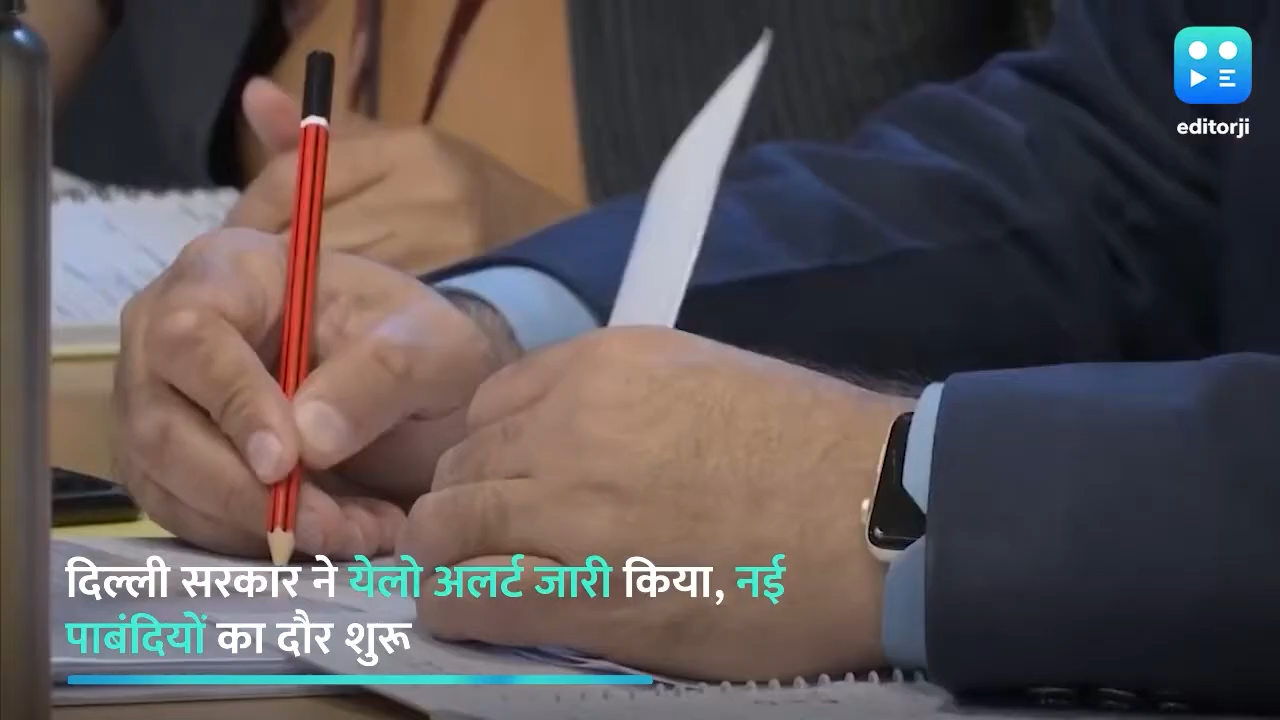 editorji
दिल्ली सरकार ने येलो अलर्ट जारी किया, नई
पाबंदियों का दौर शुरू